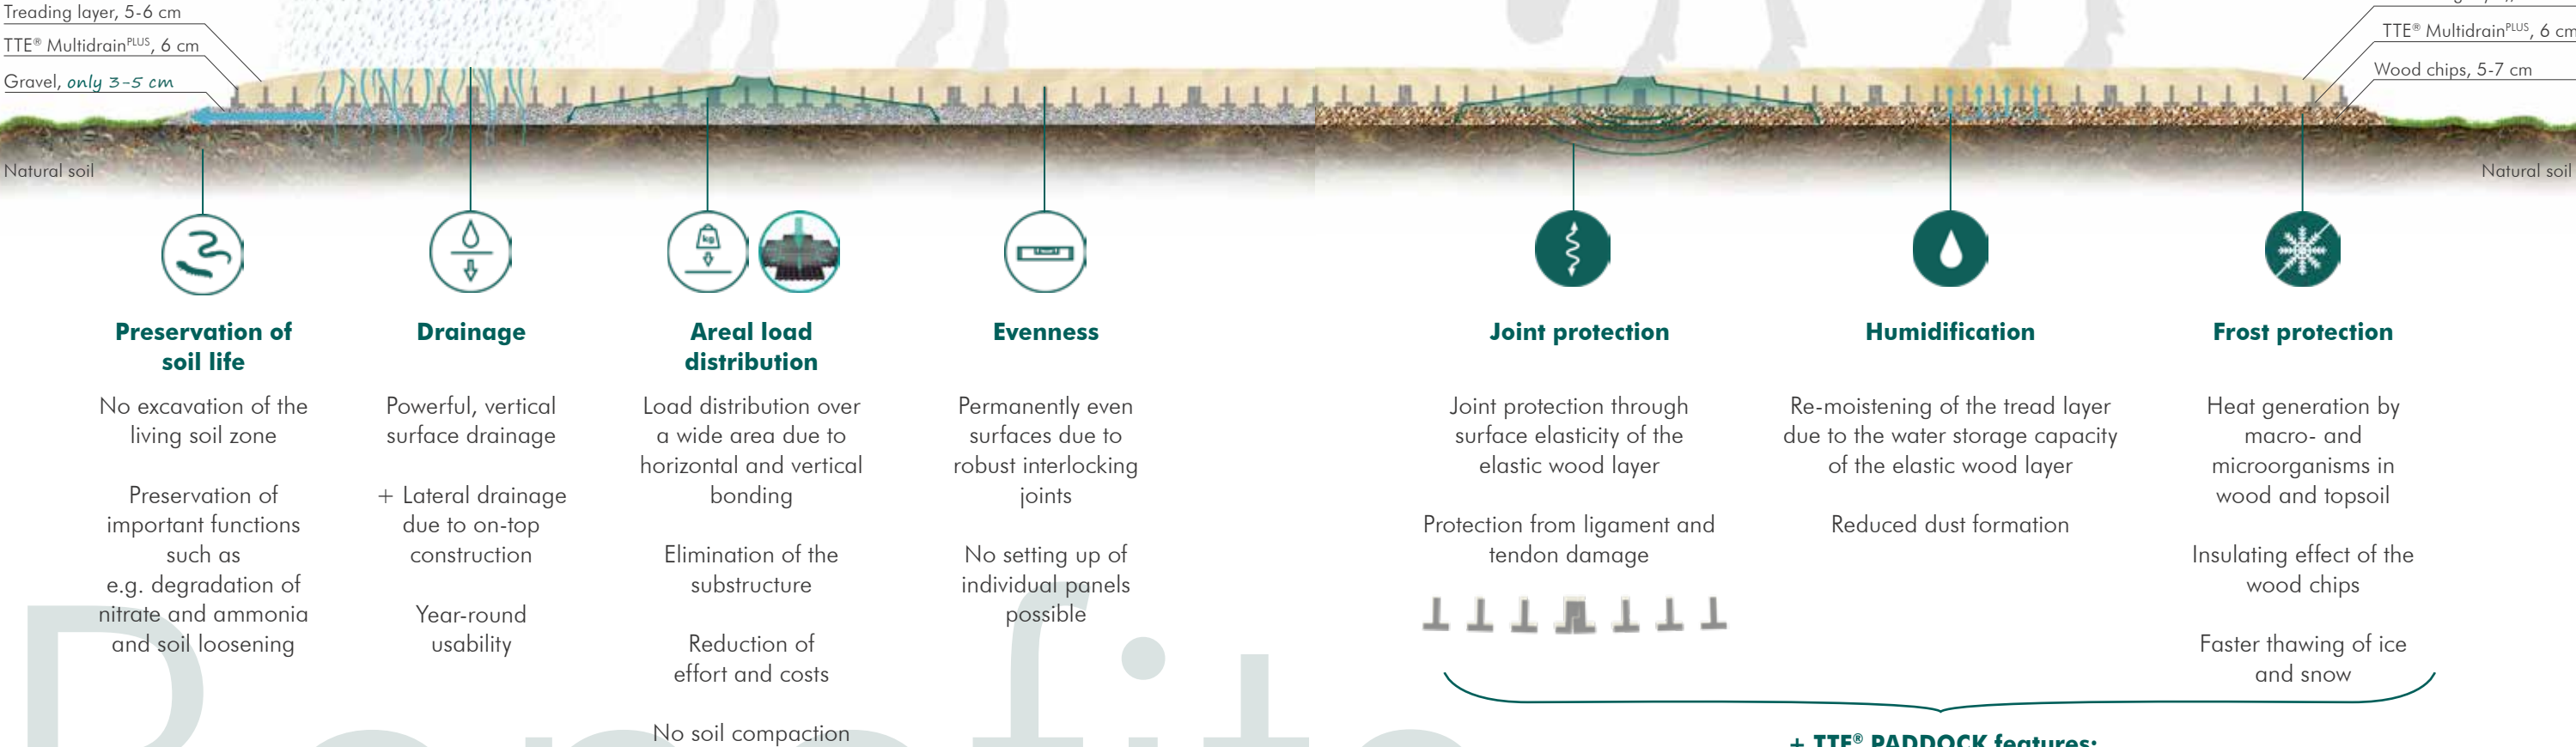 Treading layer, 5-6 cm
TTE® MultidrainPLUS, 6 cm
Gravel, only 3-5 cm
Natural soil
TTE® MultidrainPLUS, 6 cm
Wood chips, 5-7 cm
Natural soil
kg
Preservation of
soil life
No excavation of the
living soil zone
Preservation of
important functions
such as
e.g. degradation of
nitrate and ammonia
and soil loosening
Drainage
Powerful, vertical
surface drainage
+ Lateral drainage
due to on-top
construction
Year-round
usability
Areal load
distribution
Load distribution over
a wide area due to
horizontal and vertical
bonding
Elimination of the
substructure
Reduction of
effort and costs
No soil compaction
Evenness
Permanently even
surfaces due to
robust interlocking
joints
No setting up of
individual panels
possible
Joint protection
Joint protection through
surface elasticity of the
elastic wood layer
Protection from ligament and
tendon damage
Humidification
Re-moistening of the tread layer
due to the water storage capacity
of the elastic wood layer
Reduced dust formation
Frost protection
Heat generation by
macro- and
microorganisms in
wood and topsoil
Insulating effect of the
wood chips
Faster thawing of ice
and snow
+ TTE® PADDOCK features:
Benefits